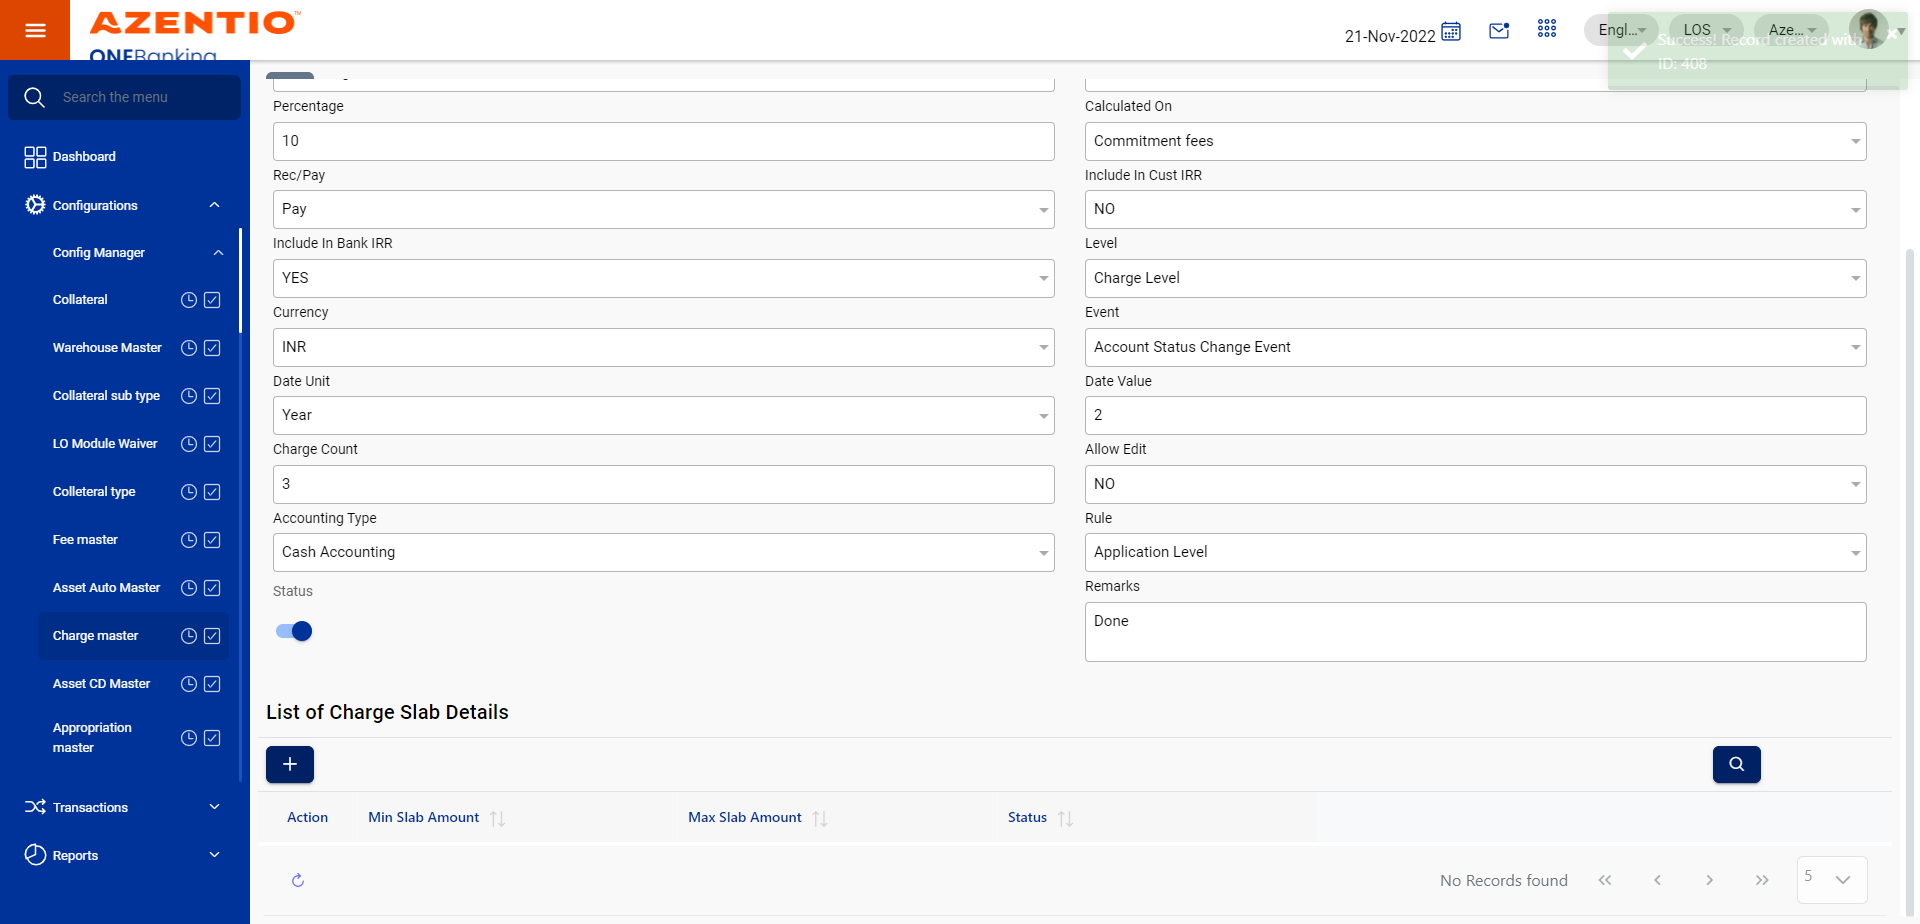 AZENTIO™
ONEBanking
21-Nov-2022
Engl...
LOS
Aze...
Success! Record created with
ID: 408
Search the menu
Dashboard
Configurations
Config Manager
Collateral
Warehouse Master
Collateral sub type
LO Module Waiver
Colleteral type
Fee master
Asset Auto Master
Charge master
Asset CD Master
Appropriation
master
Transactions
Reports
Percentage
10
Calculated On
Commitment fees
Rec/Pay
Pay
Include In Cust IRR
NO
Include In Bank IRR
YES
Level
Charge Level
Currency
INR
Event
Account Status Change Event
Date Unit
Year
Date Value
2
Charge Count
3
Allow Edit
NO
Accounting Type
Cash Accounting
Rule
Application Level
Status
Remarks
Done
List of Charge Slab Details
Action
Min Slab Amount
Max Slab Amount
Status
No Records found
5